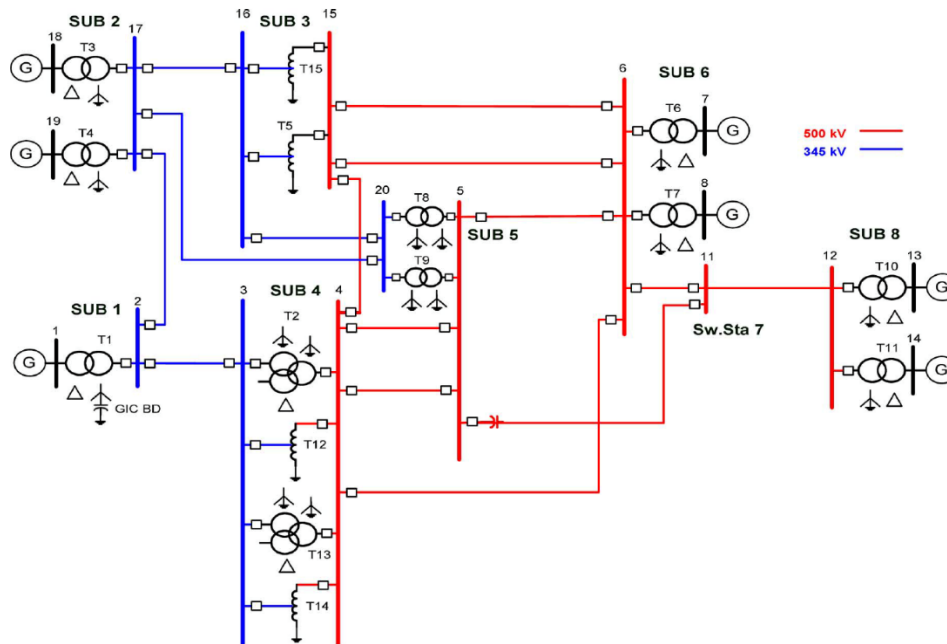 SUB 2
17
18
T3
G
19
T4
G
16
SUB 3
15
T15
T5
20
T8
5
T9
SUB 5
6
SUB 6
T6
7
G
T7
8
G
500 kV
345 kV
11
Sw.Sta 7
12
SUB 8
T10
13
G
T11
14
G
SUB 1
2
1
T1
G
GIC BD
3
SUB 4
4
T2
T12
T13
T14